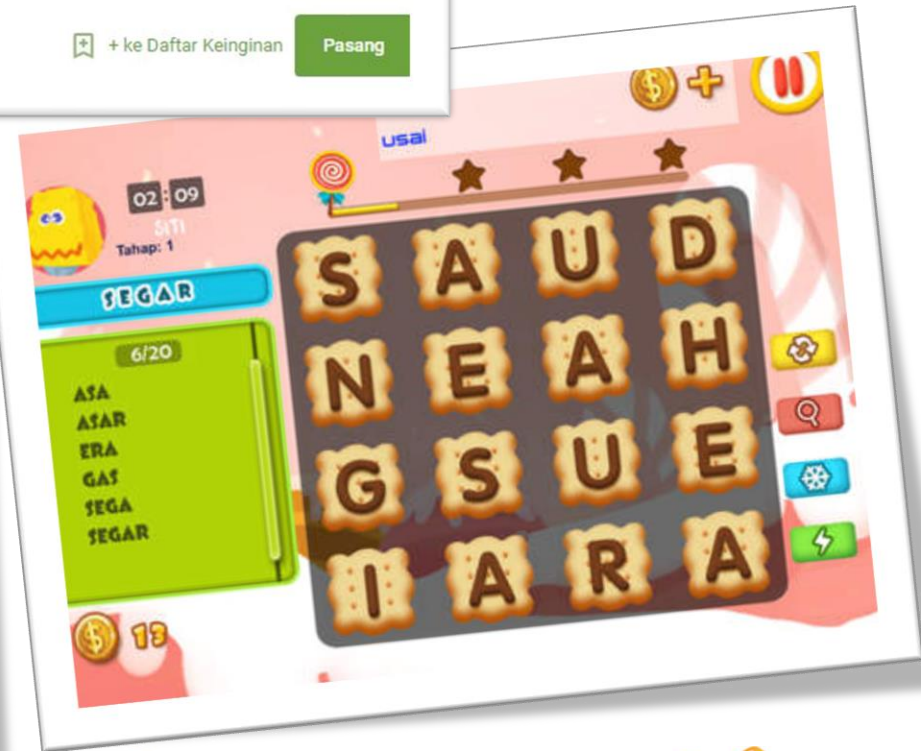 + ke Daftar Keinginan
Pasang
usai
02:09
SITI
Tahap: 1
SEGAR
6/20
ASA
ASAR
ERA
GAS
SEGA
SEGAR
S A U D
N E A H
G S U E
I A R A
13